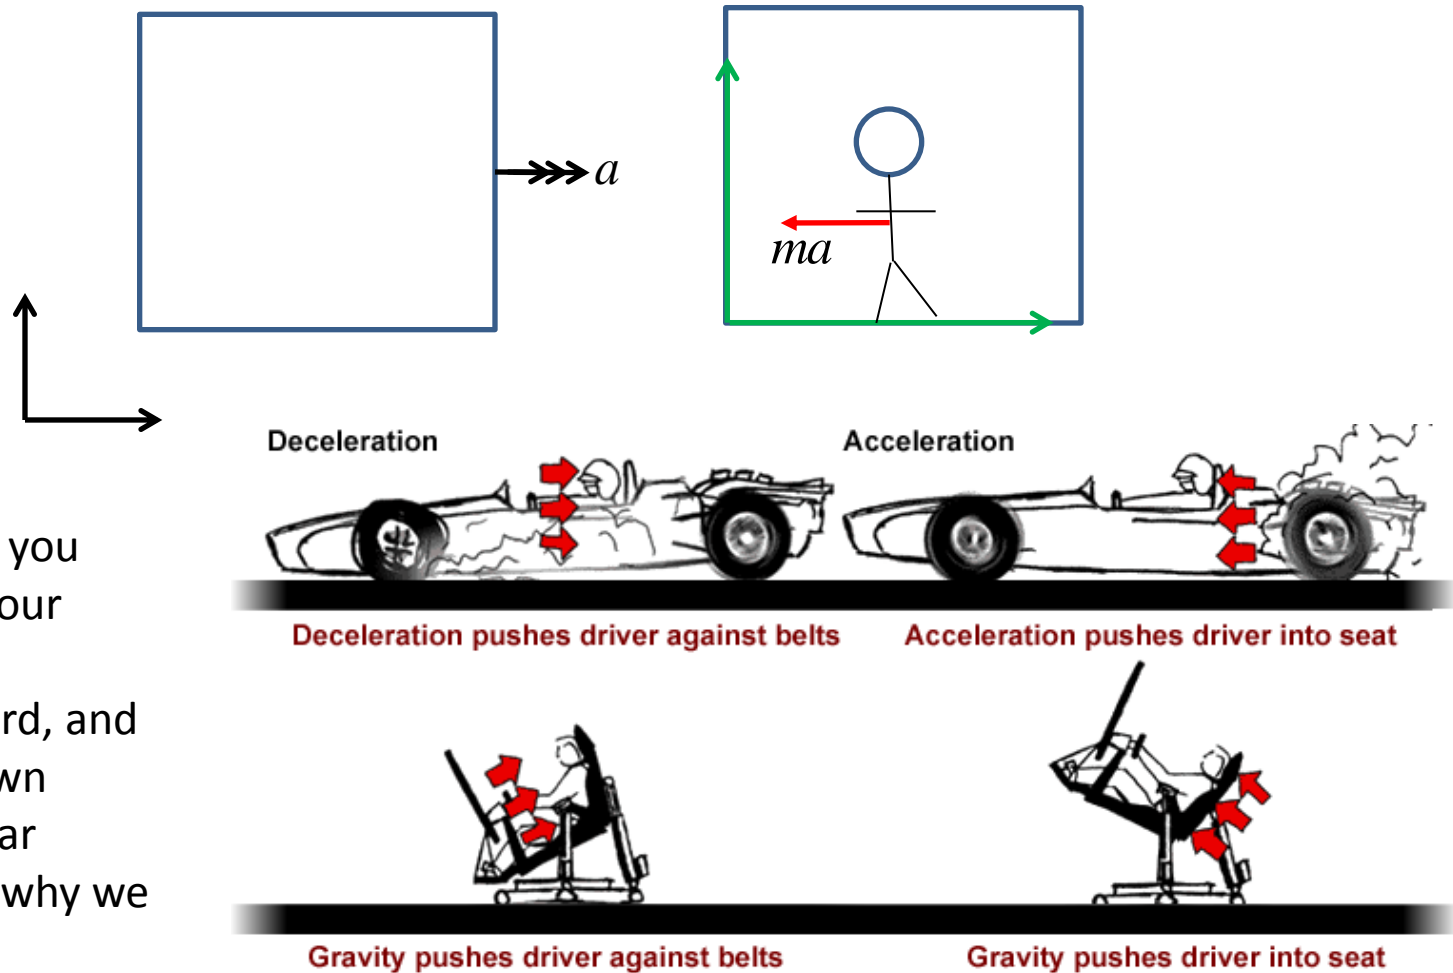 a
ma
Deceleration
Acceleration
you
our
Deceleration pushes driver against belts
Acceleration pushes driver into seat
rd, and
wn
ar
why we
Gravity pushes driver against belts
Gravity pushes driver into seat